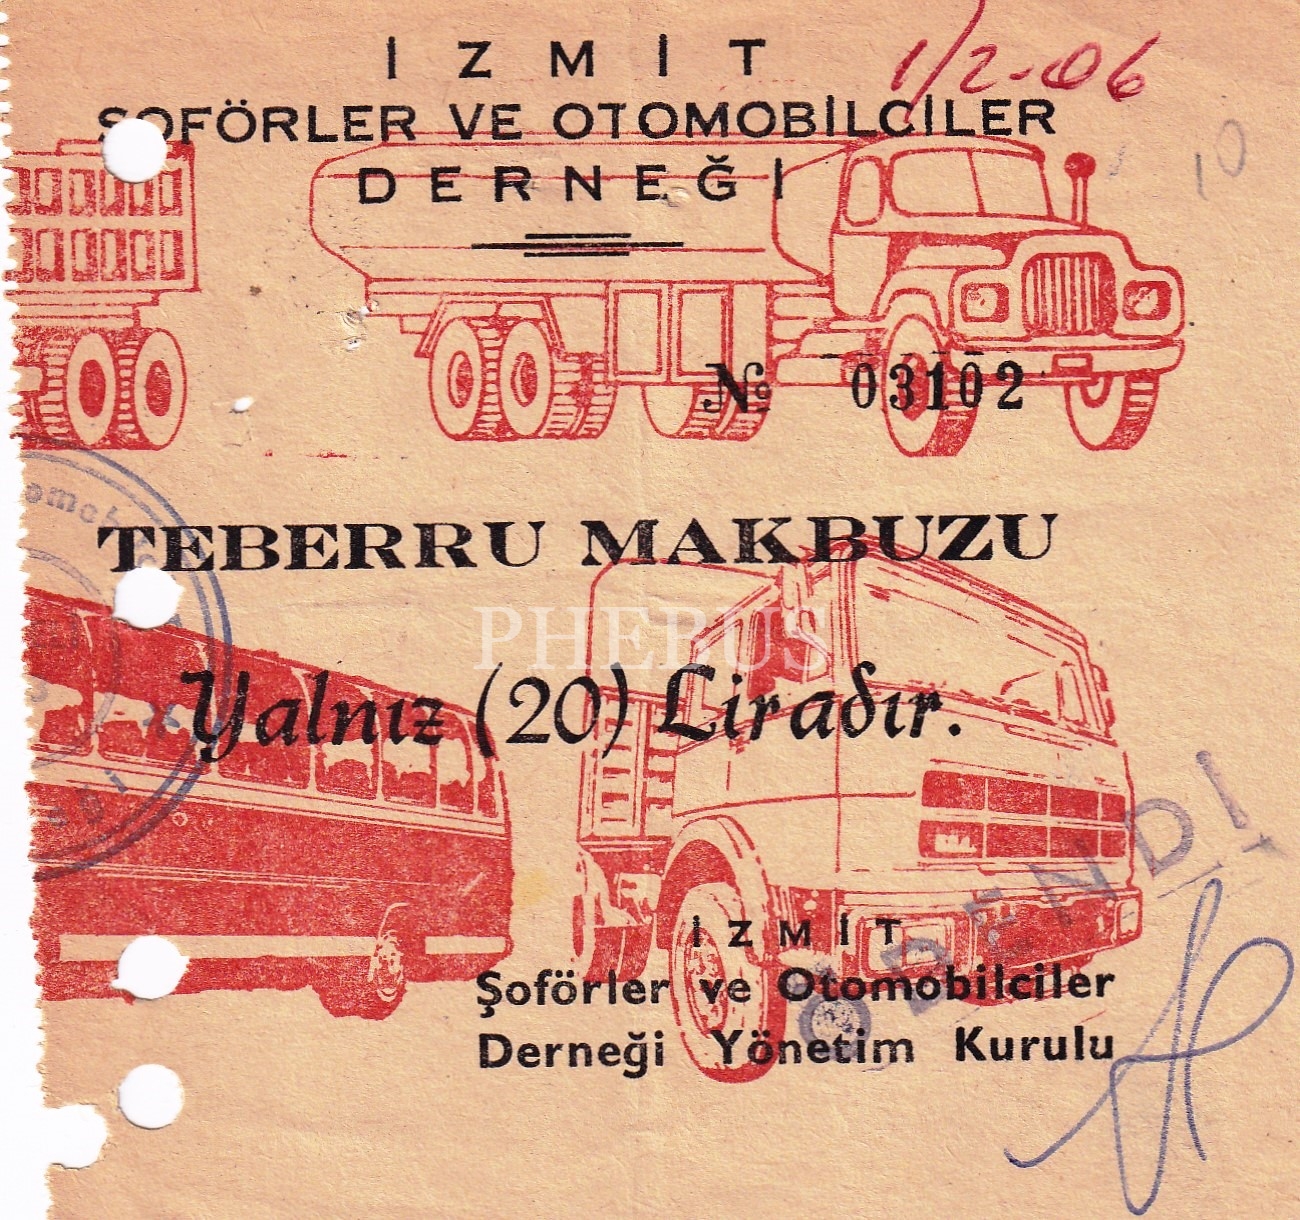 İZMİT
1/2-06
ŞOFÖRLER VE OTOMOBİLCİLER
DERNEĞİ
10
№ 03102
TEBERRU MAKBUZU
PHEBUS
Yalnız (20) Liradır.
ÖDENDİ
İZMİT
Şoförler ve Otomobilciler
Derneği Yönetim Kurulu